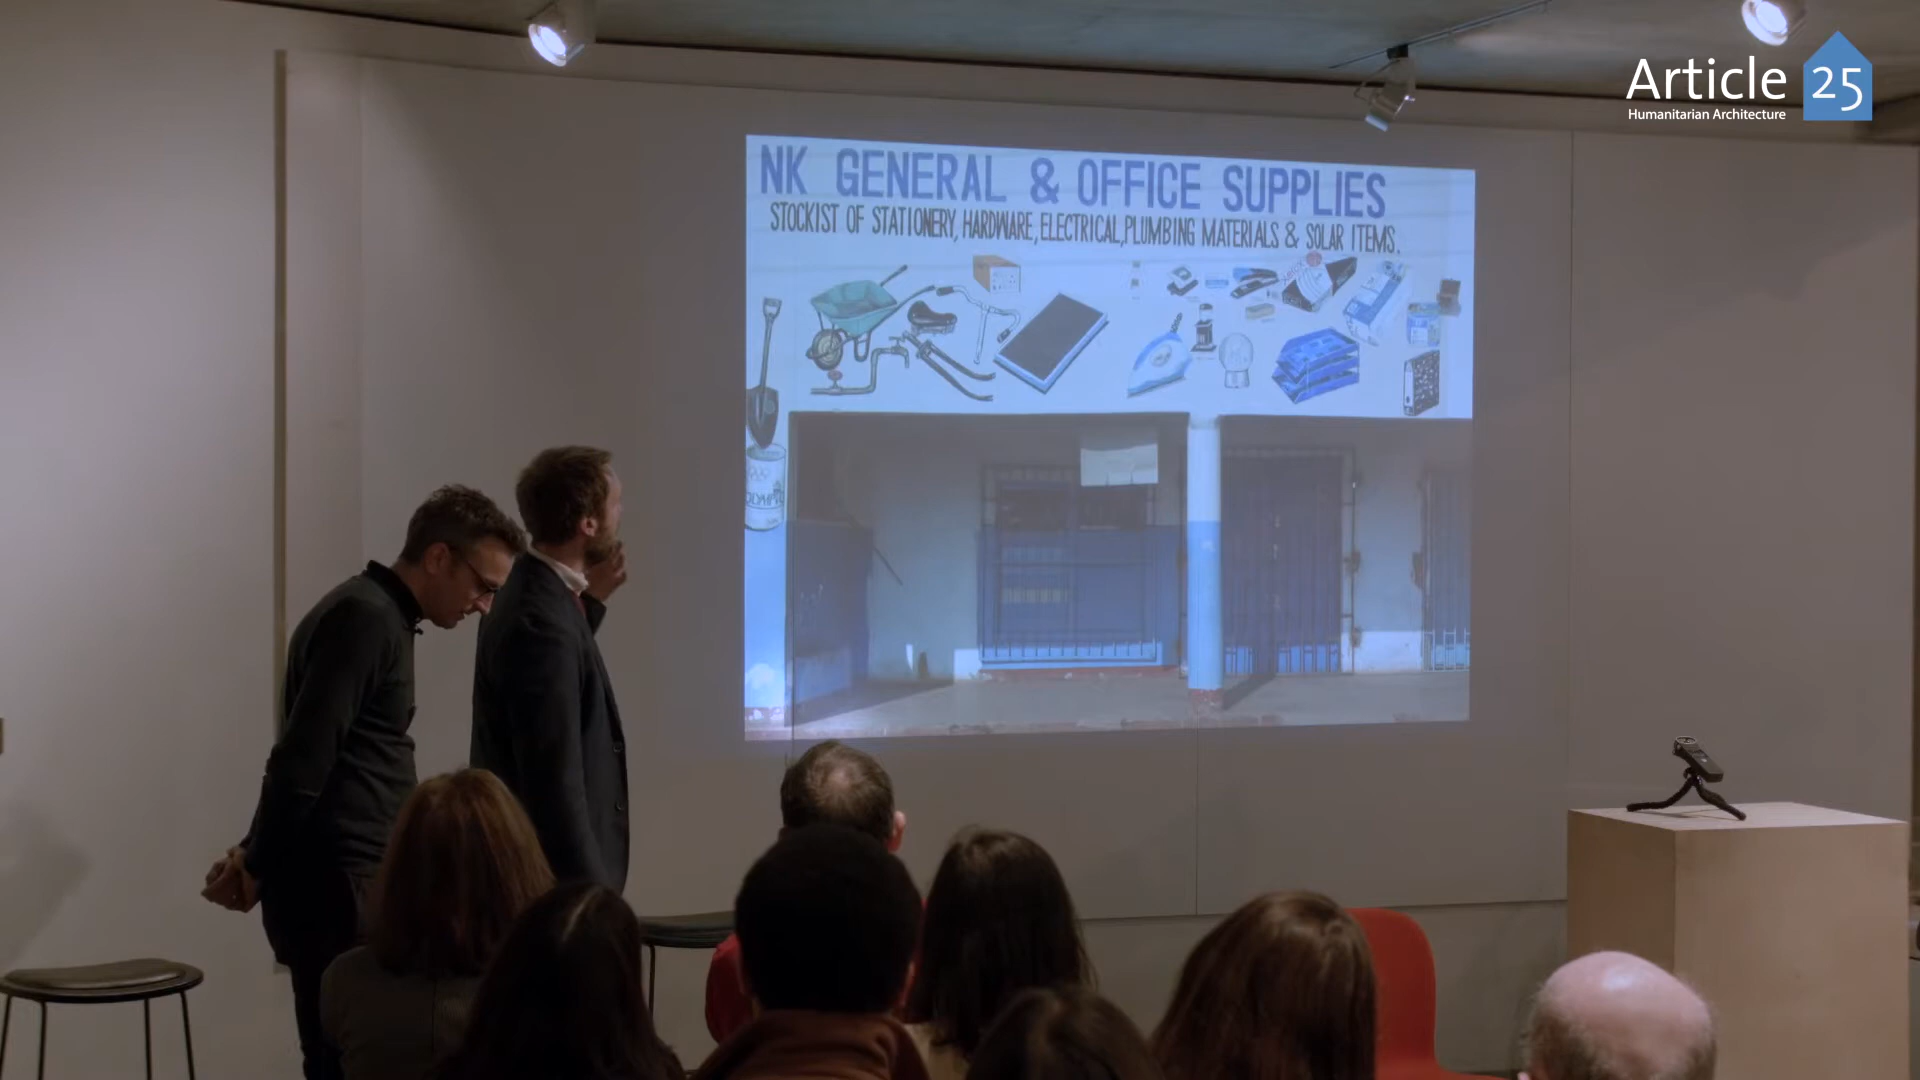 Article 25
Humanitarian Architecture
NK GENERAL & OFFICE SUPPLIES
STOCKIST OF STATIONERY, HARDWARE, ELECTRICAL, PLUMBING MATERIALS & SOLAR ITEMS.